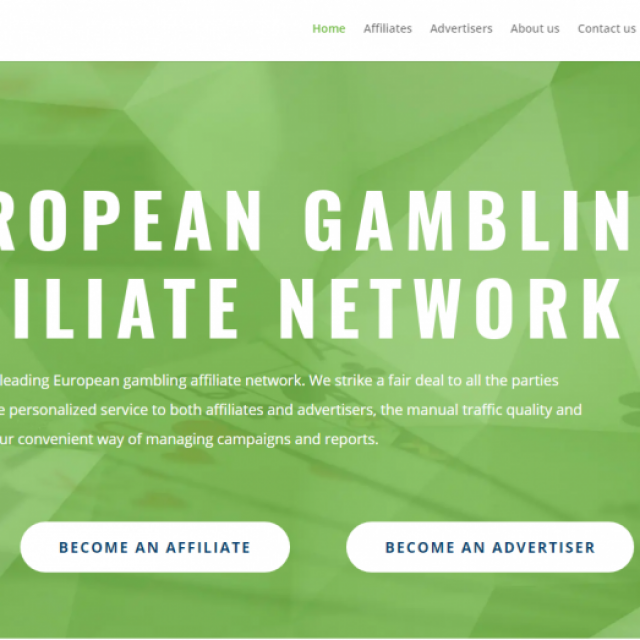 Home Affiliates Advertisers About us Contact us
ROPEAN GAMBLIN
ILIATE NETWORK
leading European gambling affiliate network. We strike a fair deal to all the parties
e personalized service to both affiliates and advertisers, the manual traffic quality and
ur convenient way of managing campaigns and reports.
BECOME AN AFFILIATE BECOME AN ADVERTISER